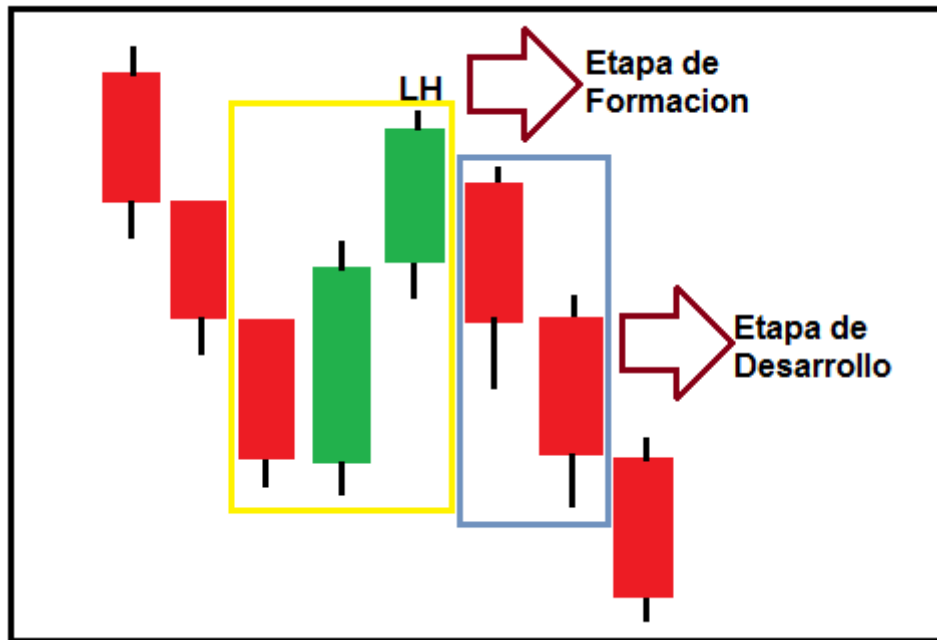 LH
Etapa de
Formacion
Etapa de
Desarrollo